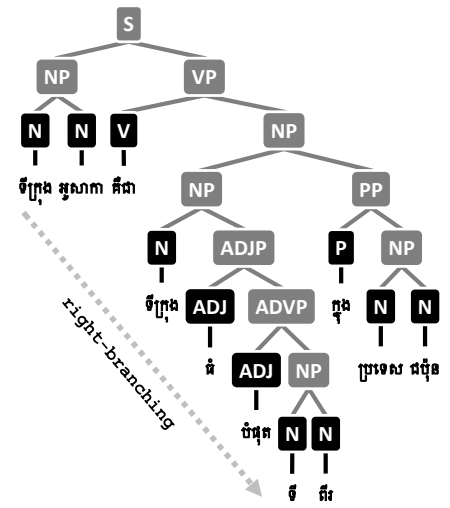 S
NP VP
N N V NP
ទីក្រុង អូសាកា គឺជា
NP PP
N ADJP P NP
ទីក្រុង ADJ ADVP ក្នុង N N
ធំ ADJ NP ប្រទេស ជប៉ុន
បំផុត N N
ទី ពីរ
right-branching